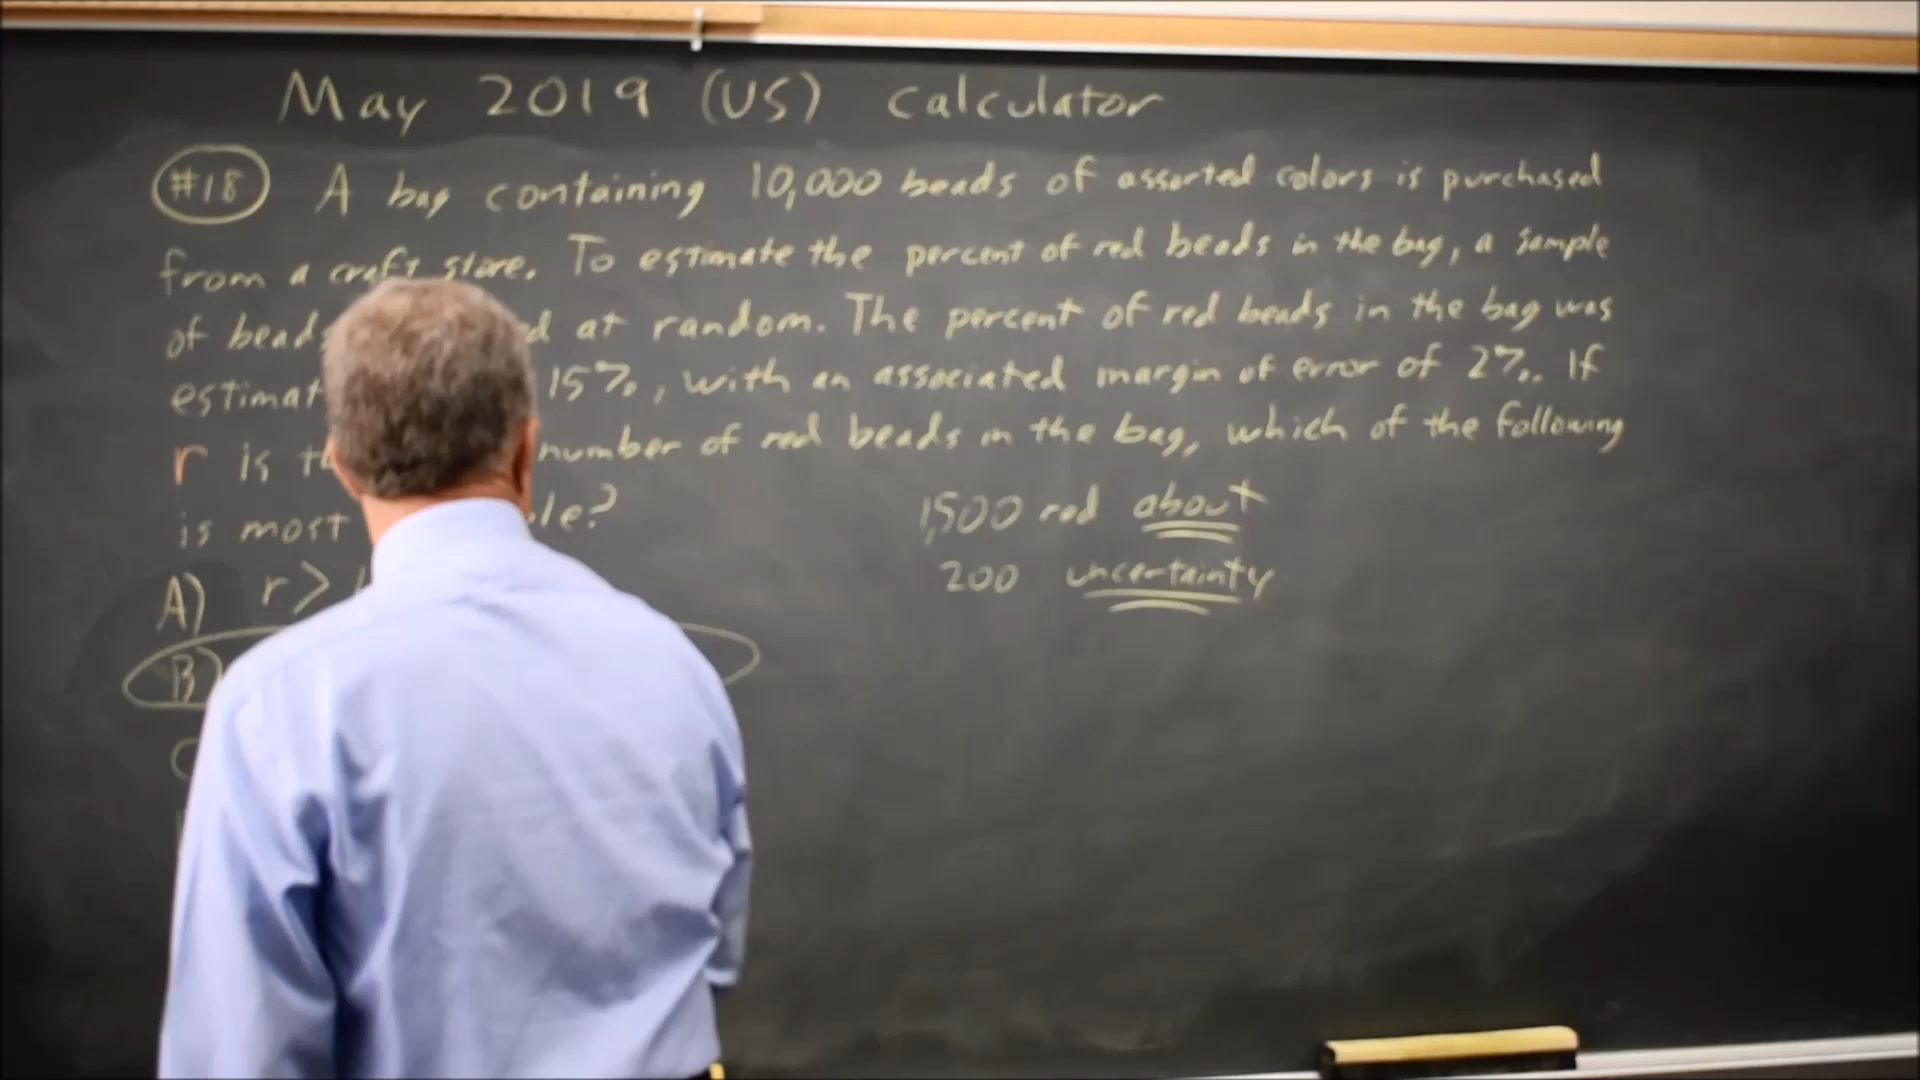 May 2019 (US) Calculator
#18 A bag containing 10,000 beads of assorted colors is purchased
from a craft store. To estimate the percent of red beads in the bag, a sample
of beads at random. The percent of red beads in the bag was
15%, with an associated margin of error of 2%. If
r is number of red beads in the bag, which of the following
is most
1,500 red about
200 uncertainty
A) r >
B)